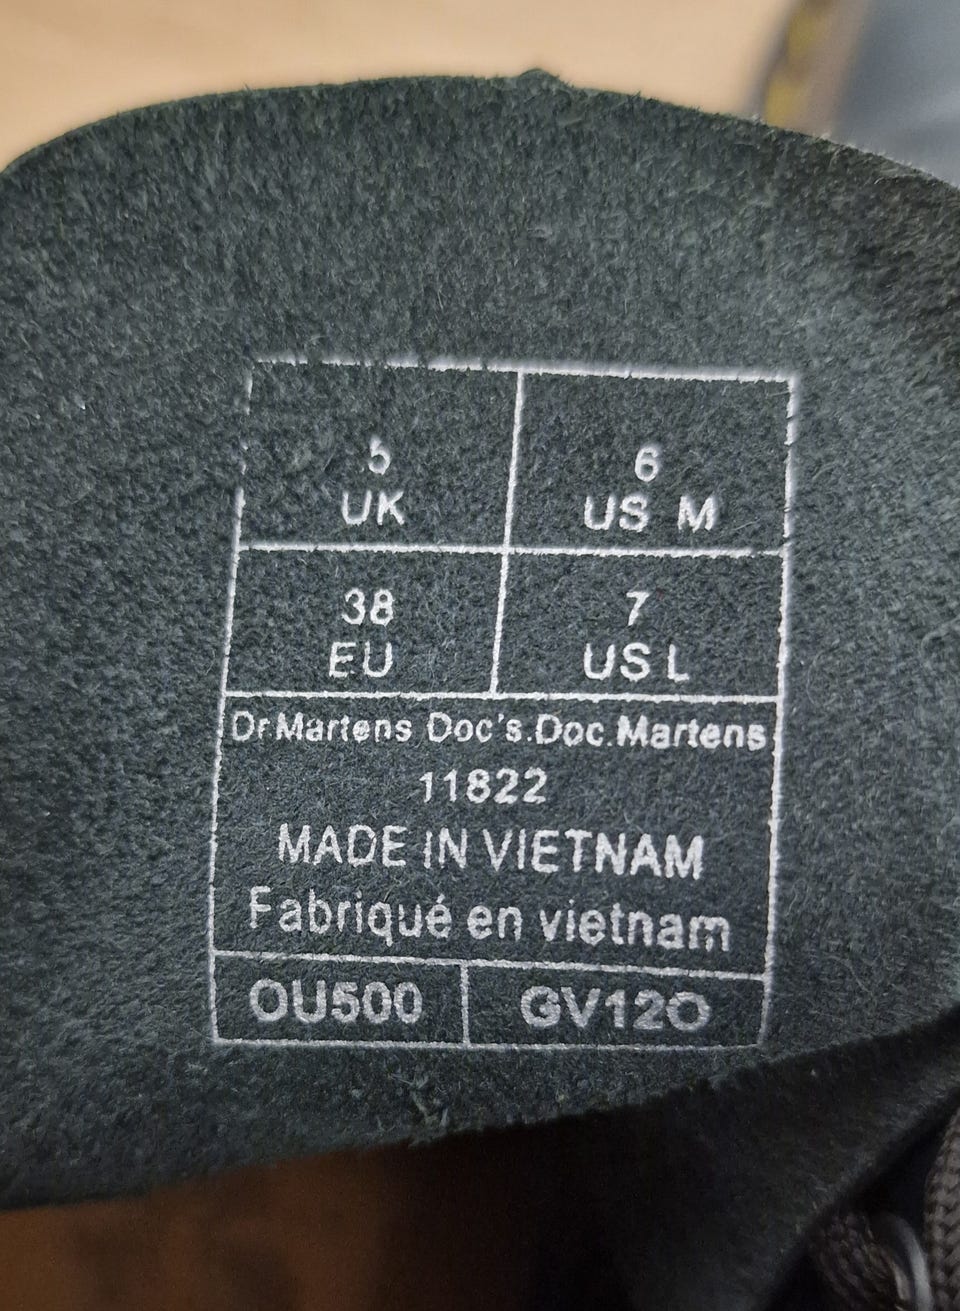 5 6
UK US M
38 7
EU US L
Dr.Martens Doc's.Doc.Martens
11822
MADE IN VIETNAM
Fabriqué en vietnam
OU500 GV12O